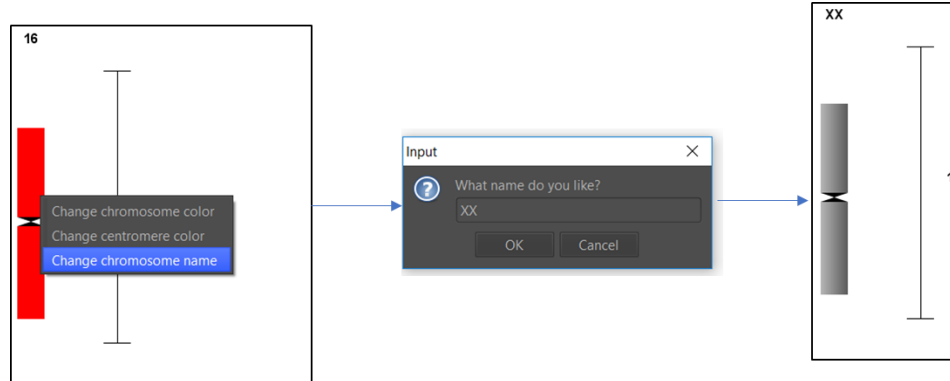 16
Change chromosome color
Change centromere color
Change chromosome name
Input
What name do you like?
XX
OK Cancel
XX